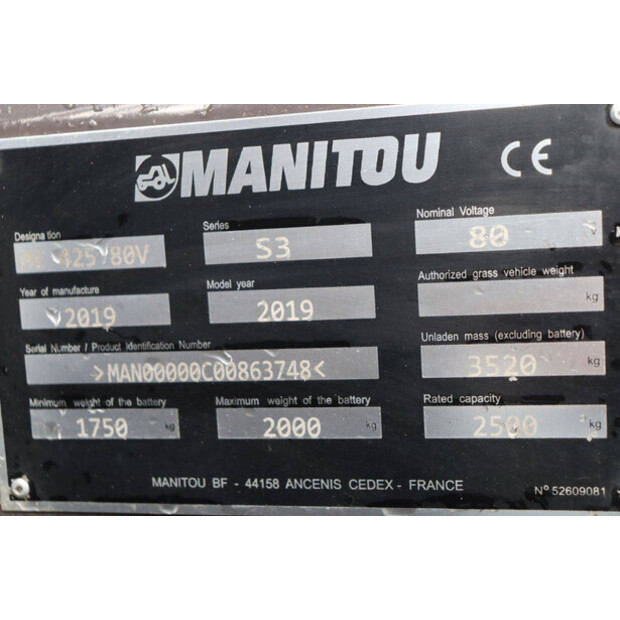 MANITOU CE
Designation Series Nominal Voltage
425 80V S3 80
Year of manufacture Model year Authorized grass vehicle weight
2019 2019 kg
Serial Number / Product Identification Number Unladen mass (excluding battery)
>MAN00000C00863748< 3520 kg
Minimum weight of the battery Maximum weight of the battery Rated capacity
1750 kg 2000 kg 2500 kg
MANITOU BF - 44158 ANCENIS CEDEX - FRANCE N° 52609081